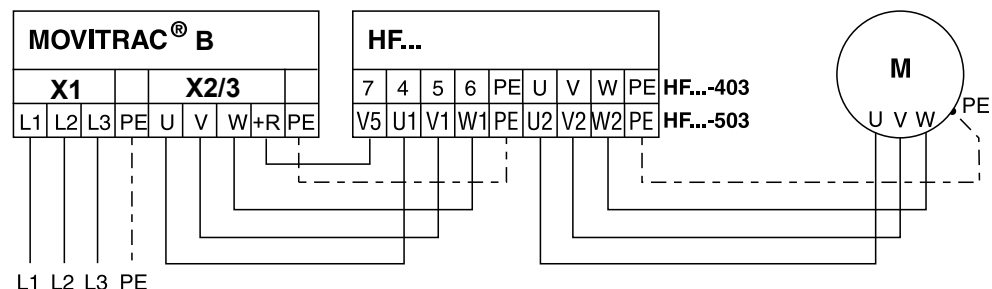 MOVITRAC® B
HF...
M
X1 X2/3
7 4 5 6 PE U V W PE HF...-403
L1 L2 L3 PE U V W +R PE
V5 U1 V1 W1 PE U2 V2 W2 PE HF...-503
U V W PE
L1 L2 L3 PE